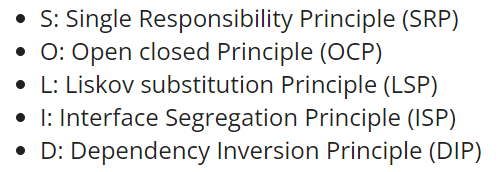 • S: Single Responsibility Principle (SRP)
• O: Open closed Principle (OCP)
• L: Liskov substitution Principle (LSP)
• I: Interface Segregation Principle (ISP)
• D: Dependency Inversion Principle (DIP)